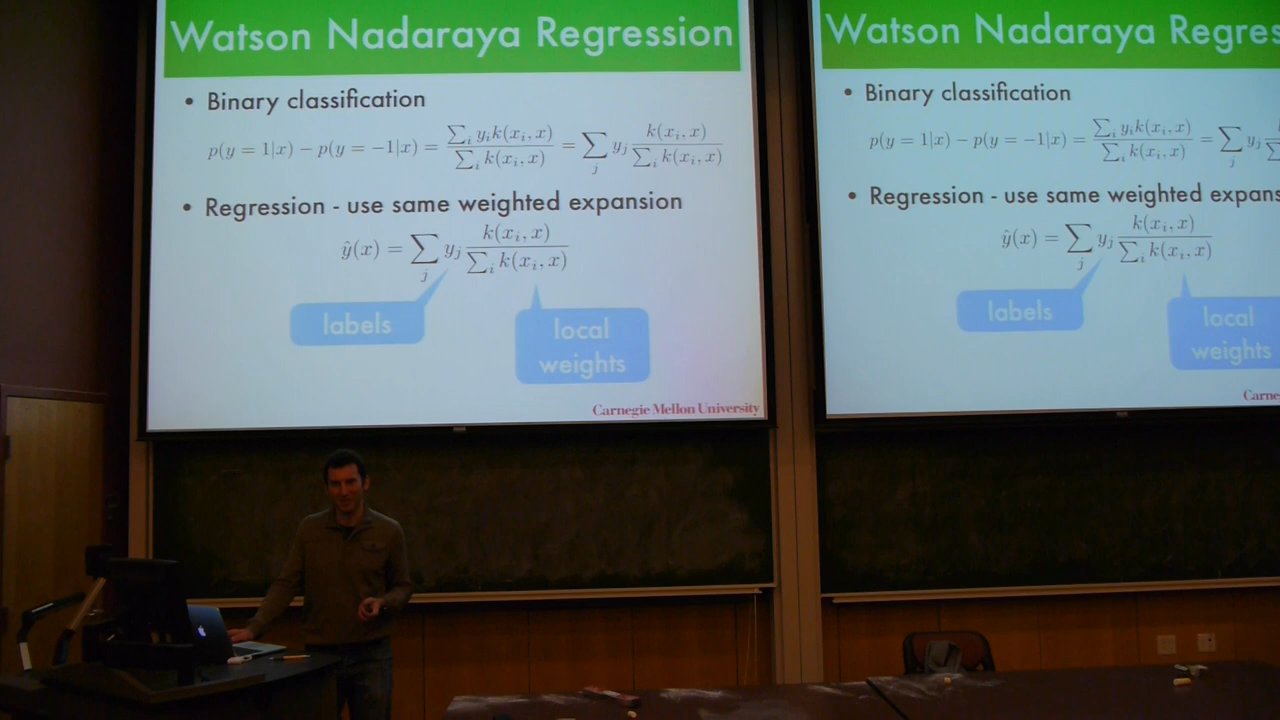 Watson Nadaraya Regression
• Binary classification
p(y = 1|x) − p(y = −1|x) = ∑_i y_i k(x_i, x) / ∑_i k(x_i, x) = ∑_j y_j k(x_i, x) / ∑_i k(x_i, x)
• Regression - use same weighted expansion
ŷ(x) = ∑_j y_j k(x_i, x) / ∑_i k(x_i, x)
labels
local
weights
Carnegie Mellon University
Watson Nadaraya Regres
• Binary classification
p(y = 1|x) − p(y = −1|x) = ∑_i y_i k(x_i, x) / ∑_i k(x_i, x) = ∑_j y_j
• Regression - use same weighted expans
ŷ(x) = ∑_j y_j k(x_i, x) / ∑_i k(x_i, x)
labels
local
weights
Carne